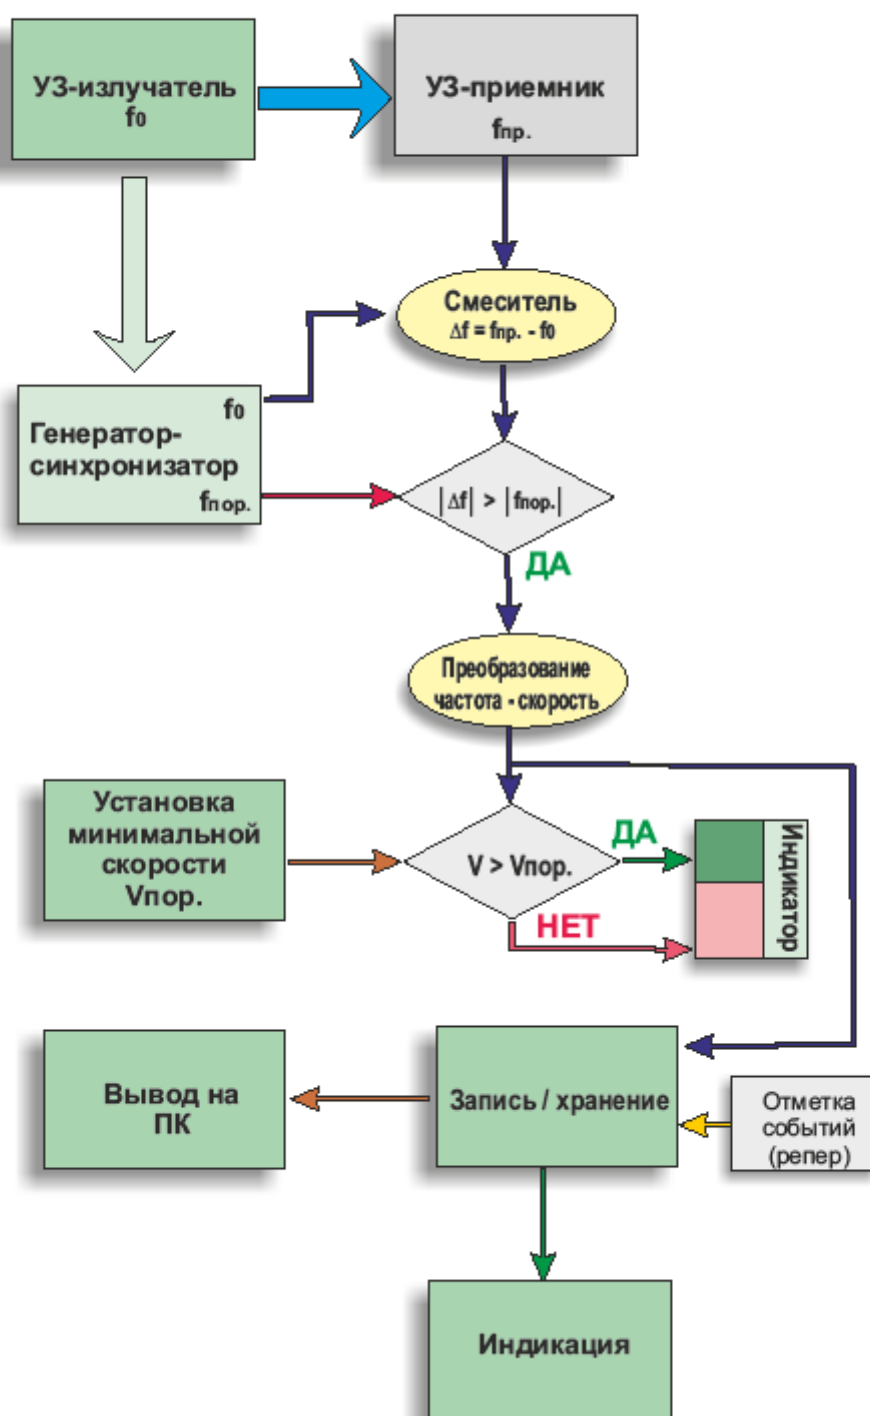 УЗ-излучатель
f0
УЗ-приемник
fпр.
Смеситель
Δf = fпр. - f0
f0
Генератор-
синхронизатор
fпор.
|Δf| > |fпор.|
ДА
Преобразование
частота - скорость
Установка
минимальной
скорости
Vпор.
V > Vпор.
ДА
НЕТ
Индикатор
Вывод на
ПК
Запись / хранение
Отметка
событий
(репер)
Индикация